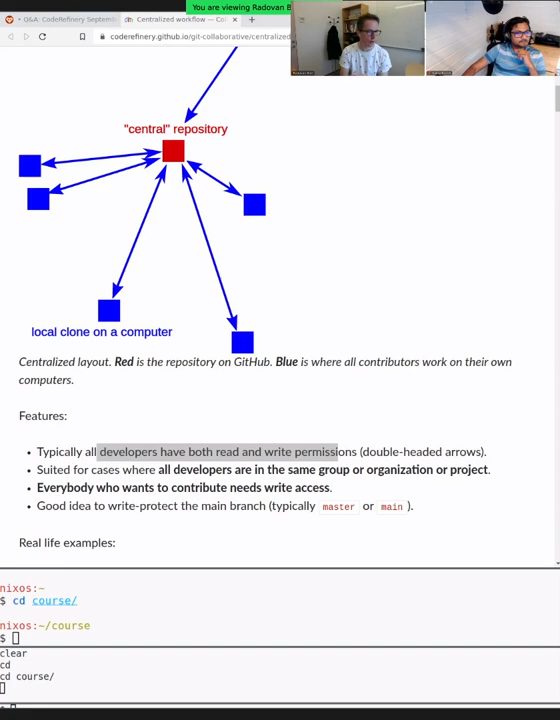 You are viewing Radovan B
Q&A: CodeRefinery Septemb
Centralized workflow — Co
coderefinery.github.io/git-collaborative/centralized
"central" repository
local clone on a computer
Centralized layout. Red is the repository on GitHub. Blue is where all contributors work on their own
computers.
Features:
• Typically all developers have both read and write permissions (double-headed arrows).
• Suited for cases where all developers are in the same group or organization or project.
• Everybody who wants to contribute needs write access.
• Good idea to write-protect the main branch (typically master or main ).
Real life examples:
nixos:~
$ cd course/
nixos:~/course
$
clear
cd
cd course/